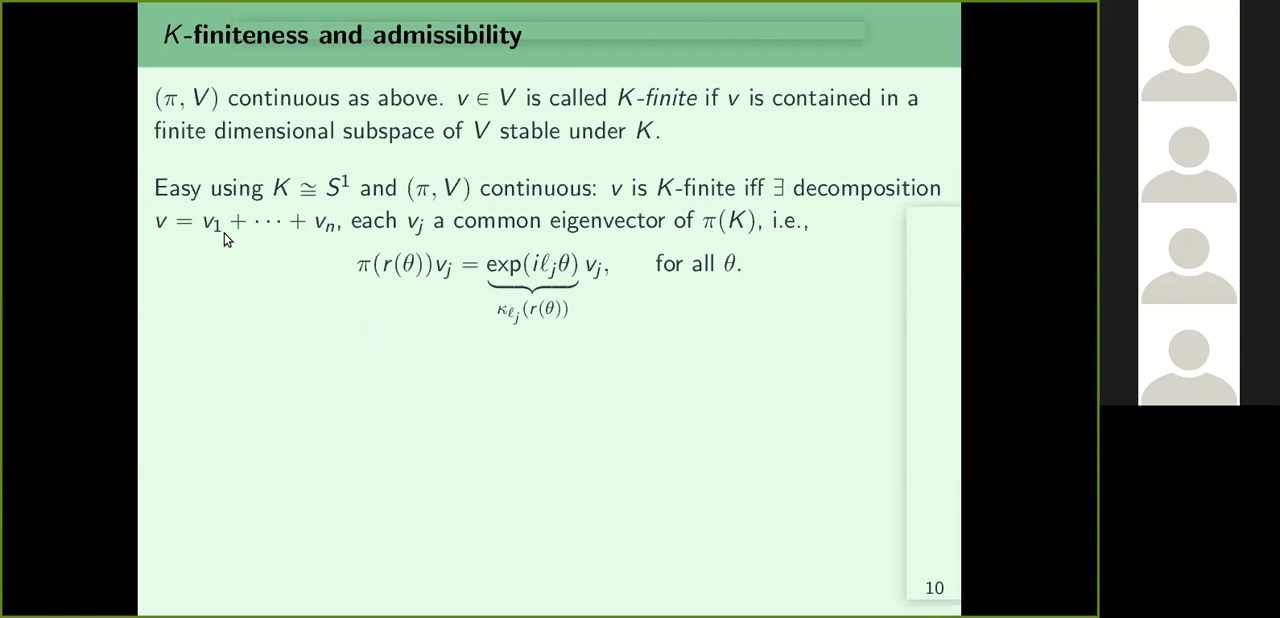 K-finiteness and admissibility
(π, V) continuous as above. v ∈ V is called K-finite if v is contained in a
finite dimensional subspace of V stable under K.
Easy using K ≅ S¹ and (π, V) continuous: v is K-finite iff ∃ decomposition
v = v₁ + ⋯ + vₙ, each vⱼ a common eigenvector of π(K), i.e.,
π(r(θ))vⱼ = exp(iℓⱼθ) vⱼ, for all θ.
κ_{ℓⱼ}(r(θ))
10